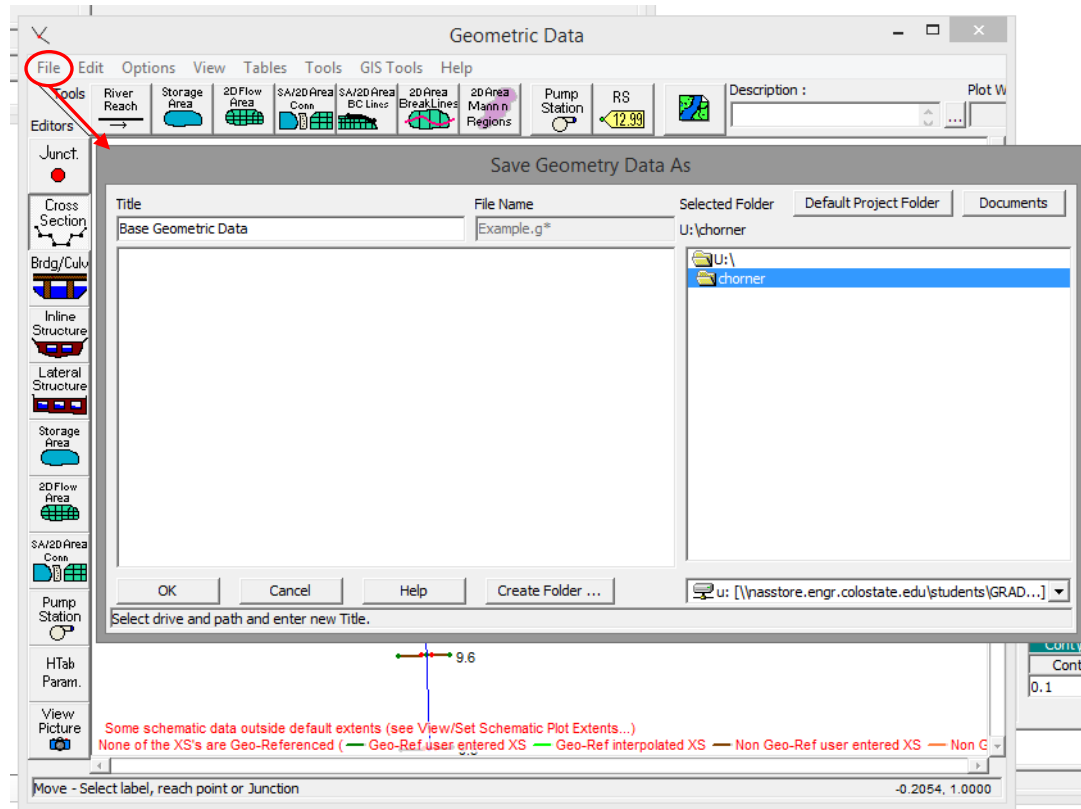 Geometric Data
File Edit Options View Tables Tools GIS Tools Help
Tools
Editors
River
Reach
Storage
Area
2D Flow
Area
SA/2D Area
Conn
SA/2D Area
BC Lines
2D Area
BreakLines
2D Area
Mann n
Regions
Pump
Station
RS
12.99
Description :
...
Plot W
Junct.
Cross
Section
Brdg/Culv
Inline
Structure
Lateral
Structure
Storage
Area
2D Flow
Area
SA/2D Area
Conn
Pump
Station
HTab
Param.
View
Picture
Save Geometry Data As
Title
File Name
Selected Folder
Default Project Folder
Documents
Base Geometric Data
Example.g*
U:\chorner
U:\
chorner
OK
Cancel
Help
Create Folder ...
u: [\\nasstore.engr.colostate.edu\students\GRAD...]
Select drive and path and enter new Title.
9.6
Cont
0.1
Some schematic data outside default extents (see View/Set Schematic Plot Extents...)
None of the XS's are Geo-Referenced ( Geo-Ref user entered XS Geo-Ref interpolated XS Non Geo-Ref user entered XS Non G
Move - Select label, reach point or Junction
-0.2054, 1.0000